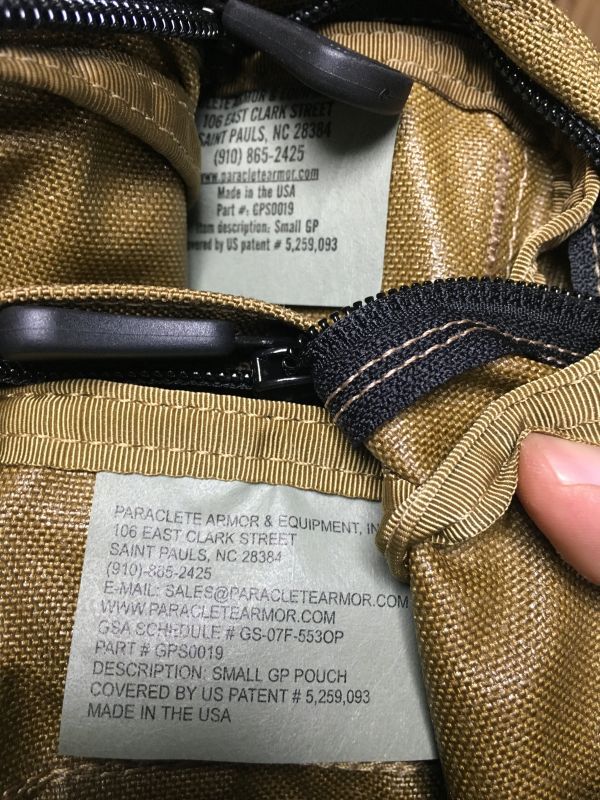 ARMOR &
106 EAST CLARK STREET
SAINT PAULS, NC 28384
(910) 865-2425
www.paracletearmor.com
Made in the USA
Part #: GPS0019
Item description: Small GP
Covered by US patent # 5,259,093
PARACLETE ARMOR & EQUIPMENT, IN
106 EAST CLARK STREET
SAINT PAULS, NC 28384
(910)-865-2425
E-MAIL: SALES@PARACLETEARMOR.COM
WWW.PARACLETEARMOR.COM
GSA SCHEDULE # GS-07F-553OP
PART # GPS0019
DESCRIPTION: SMALL GP POUCH
COVERED BY US PATENT # 5,259,093
MADE IN THE USA